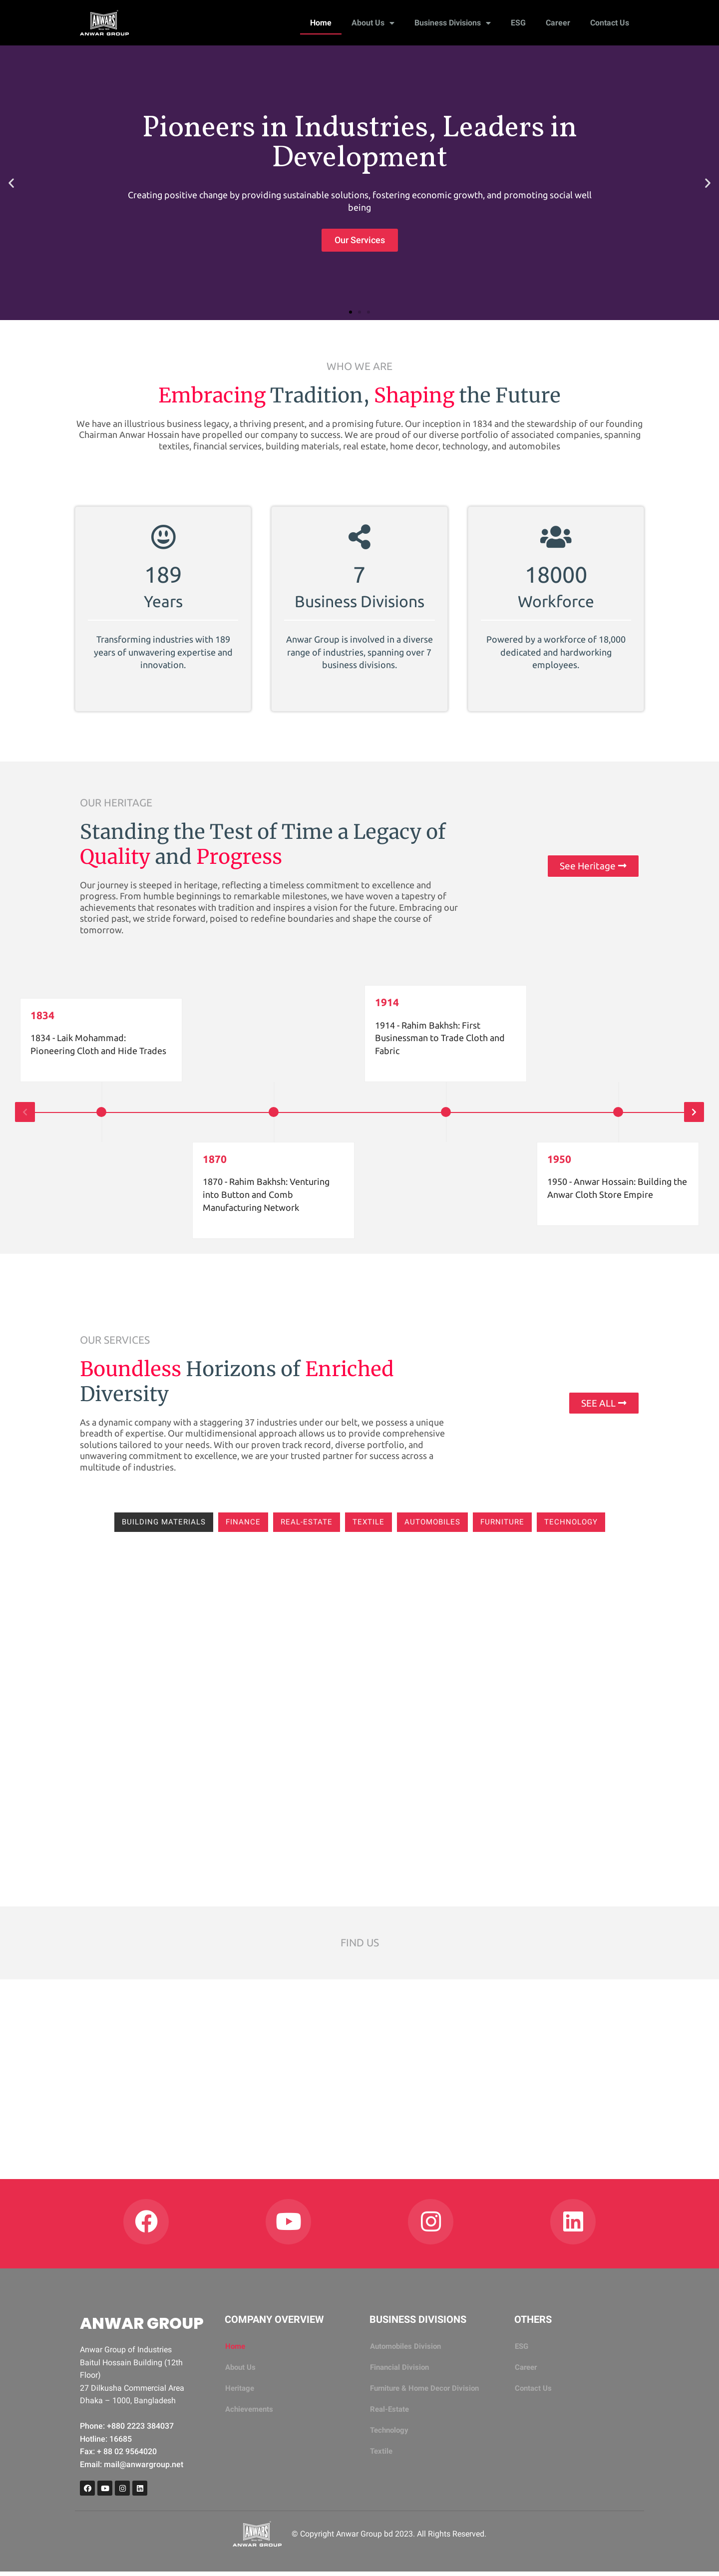 ANWARS
ANWAR GROUP
Home
About Us
Business Divisions
ESG
Career
Contact Us
Pioneers in Industries, Leaders in
Development
Creating positive change by providing sustainable solutions, fostering economic growth, and promoting social well
being
Our Services
WHO WE ARE
Embracing Tradition, Shaping the Future
We have an illustrious business legacy, a thriving present, and a promising future. Our inception in 1834 and the stewardship of our founding
Chairman Anwar Hossain have propelled our company to success. We are proud of our diverse portfolio of associated companies, spanning
textiles, financial services, building materials, real estate, home decor, technology, and automobiles
189
Years
Transforming industries with 189
years of unwavering expertise and
innovation.
7
Business Divisions
Anwar Group is involved in a diverse
range of industries, spanning over 7
business divisions.
18000
Workforce
Powered by a workforce of 18,000
dedicated and hardworking
employees.
OUR HERITAGE
Standing the Test of Time a Legacy of
Quality and Progress
Our journey is steeped in heritage, reflecting a timeless commitment to excellence and
progress. From humble beginnings to remarkable milestones, we have woven a tapestry of
achievements that resonates with tradition and inspires a vision for the future. Embracing our
storied past, we stride forward, poised to redefine boundaries and shape the course of
tomorrow.
See Heritage
1834
1834 - Laik Mohammad:
Pioneering Cloth and Hide Trades
1914
1914 - Rahim Bakhsh: First
Businessman to Trade Cloth and
Fabric
1870
1870 - Rahim Bakhsh: Venturing
into Button and Comb
Manufacturing Network
1950
1950 - Anwar Hossain: Building the
Anwar Cloth Store Empire
OUR SERVICES
Boundless Horizons of Enriched
Diversity
As a dynamic company with a staggering 37 industries under our belt, we possess a unique
breadth of expertise. Our multidimensional approach allows us to provide comprehensive
solutions tailored to your needs. With our proven track record, diverse portfolio, and
unwavering commitment to excellence, we are your trusted partner for success across a
multitude of industries.
SEE ALL
BUILDING MATERIALS
FINANCE
REAL-ESTATE
TEXTILE
AUTOMOBILES
FURNITURE
TECHNOLOGY
FIND US
ANWAR GROUP
Anwar Group of Industries
Baitul Hossain Building (12th
Floor)
27 Dilkusha Commercial Area
Dhaka – 1000, Bangladesh
Phone: +880 2223 384037
Hotline: 16685
Fax: + 88 02 9564020
Email: mail@anwargroup.net
COMPANY OVERVIEW
Home
About Us
Heritage
Achievements
BUSINESS DIVISIONS
Automobiles Division
Financial Division
Furniture & Home Decor Division
Real-Estate
Technology
Textile
OTHERS
ESG
Career
Contact Us
ANWARS
ANWAR GROUP
© Copyright Anwar Group bd 2023. All Rights Reserved.